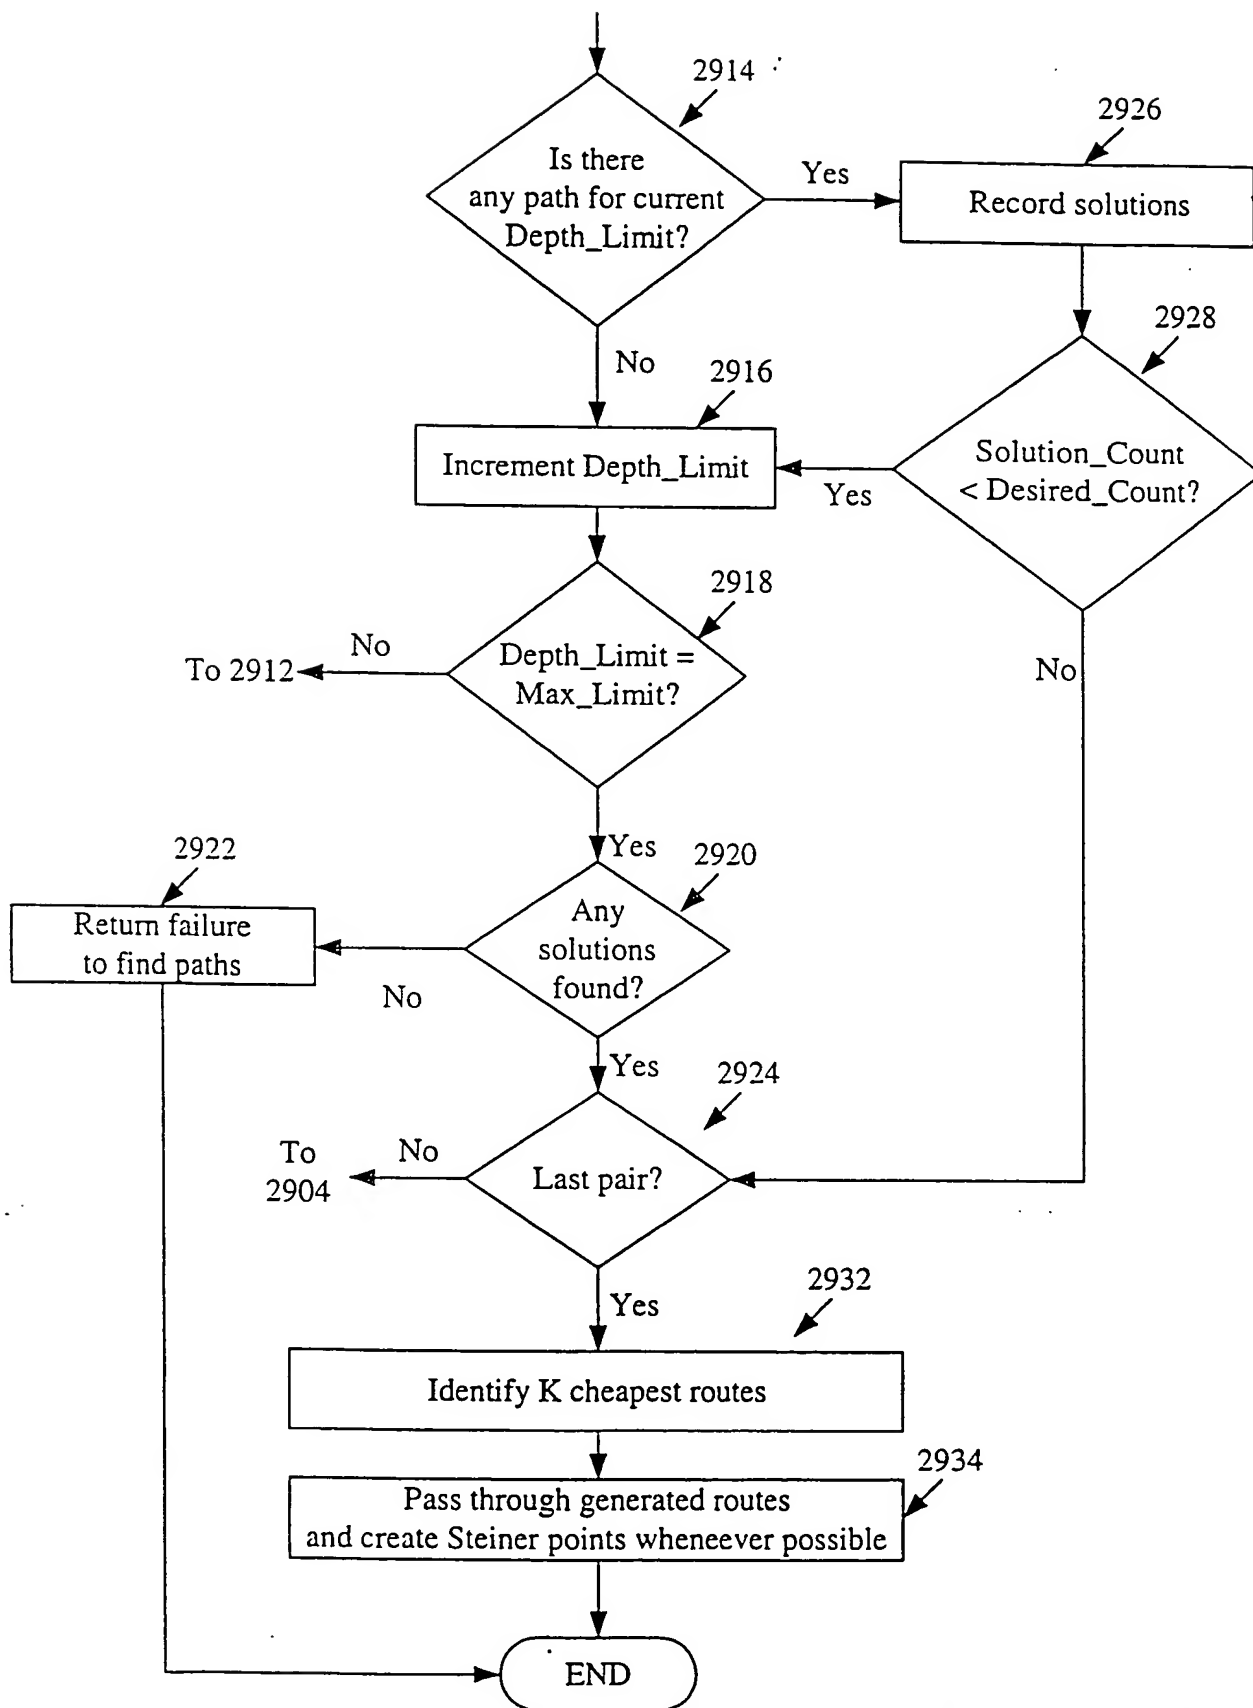 2914
2926
Is there
any path for current
Depth_Limit?
Yes
Record solutions
2928
No
2916
Increment Depth_Limit
Yes
Solution_Count
< Desired_Count?
2918
No
To 2912
Depth_Limit =
Max_Limit?
No
Yes
2922
2920
Return failure
to find paths
Any
solutions
found?
No
Yes
2924
To
2904
No
Last pair?
2932
Yes
Identify K cheapest routes
2934
Pass through generated routes
and create Steiner points wheneever possible
END